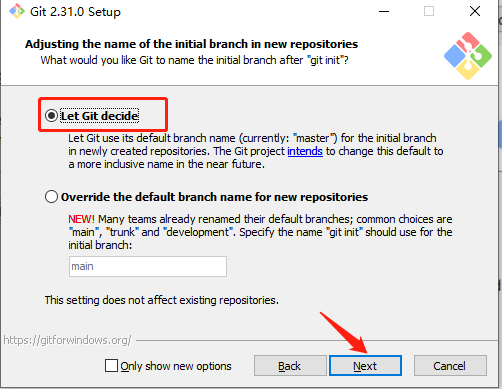 Git 2.31.0 Setup
Adjusting the name of the initial branch in new repositories
What would you like Git to name the initial branch after "git init"?
Let Git decide
Let Git use its default branch name (currently: "master") for the initial branch
in newly created repositories. The Git project intends to change this default to
a more inclusive name in the near future.
Override the default branch name for new repositories
NEW! Many teams already renamed their default branches; common choices are
"main", "trunk" and "development". Specify the name "git init" should use for the
initial branch:
main
This setting does not affect existing repositories.
https://gitforwindows.org/
Only show new options
Back
Next
Cancel